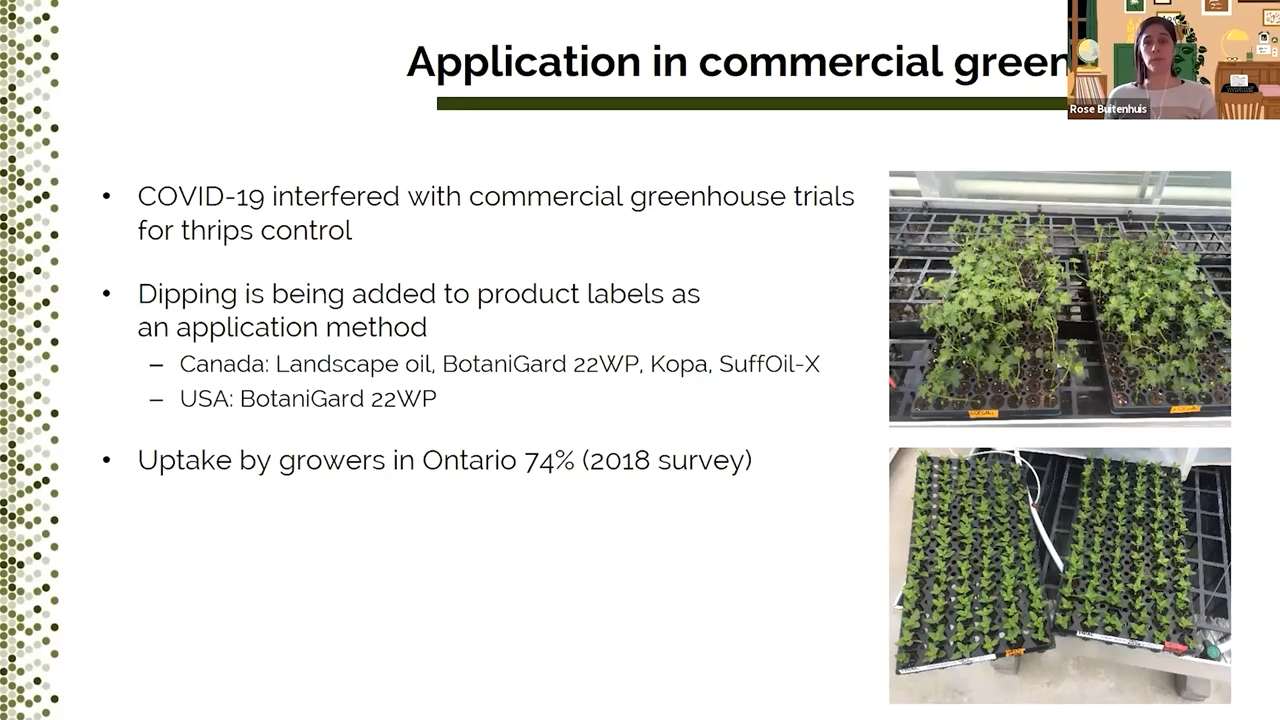 Application in commercial green
Rose Buitenhuis
• COVID-19 interfered with commercial greenhouse trials
for thrips control
• Dipping is being added to product labels as
an application method
– Canada: Landscape oil, BotaniGard 22WP, Kopa, SuffOil-X
– USA: BotaniGard 22WP
• Uptake by growers in Ontario 74% (2018 survey)